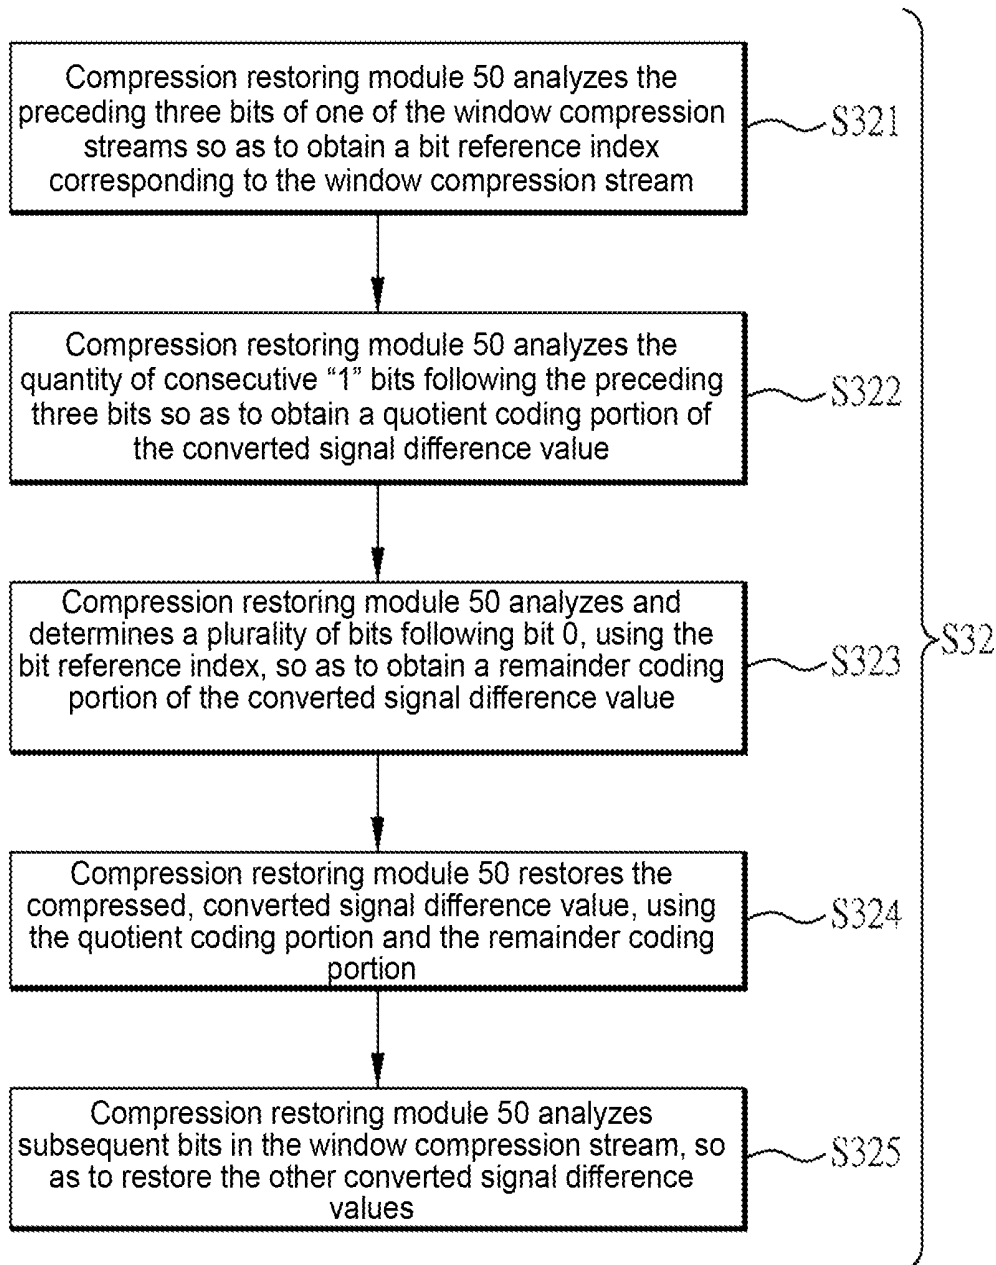 Compression restoring module 50 analyzes the
preceding three bits of one of the window compression
streams so as to obtain a bit reference index
corresponding to the window compression stream
S321
Compression restoring module 50 analyzes the
quantity of consecutive “1” bits following the preceding
three bits so as to obtain a quotient coding portion of
the converted signal difference value
S322
Compression restoring module 50 analyzes and
determines a plurality of bits following bit 0, using the
bit reference index, so as to obtain a remainder coding
portion of the converted signal difference value
S323
S32
Compression restoring module 50 restores the
compressed, converted signal difference value, using
the quotient coding portion and the remainder coding
portion
S324
Compression restoring module 50 analyzes
subsequent bits in the window compression stream, so
as to restore the other converted signal difference
values
S325